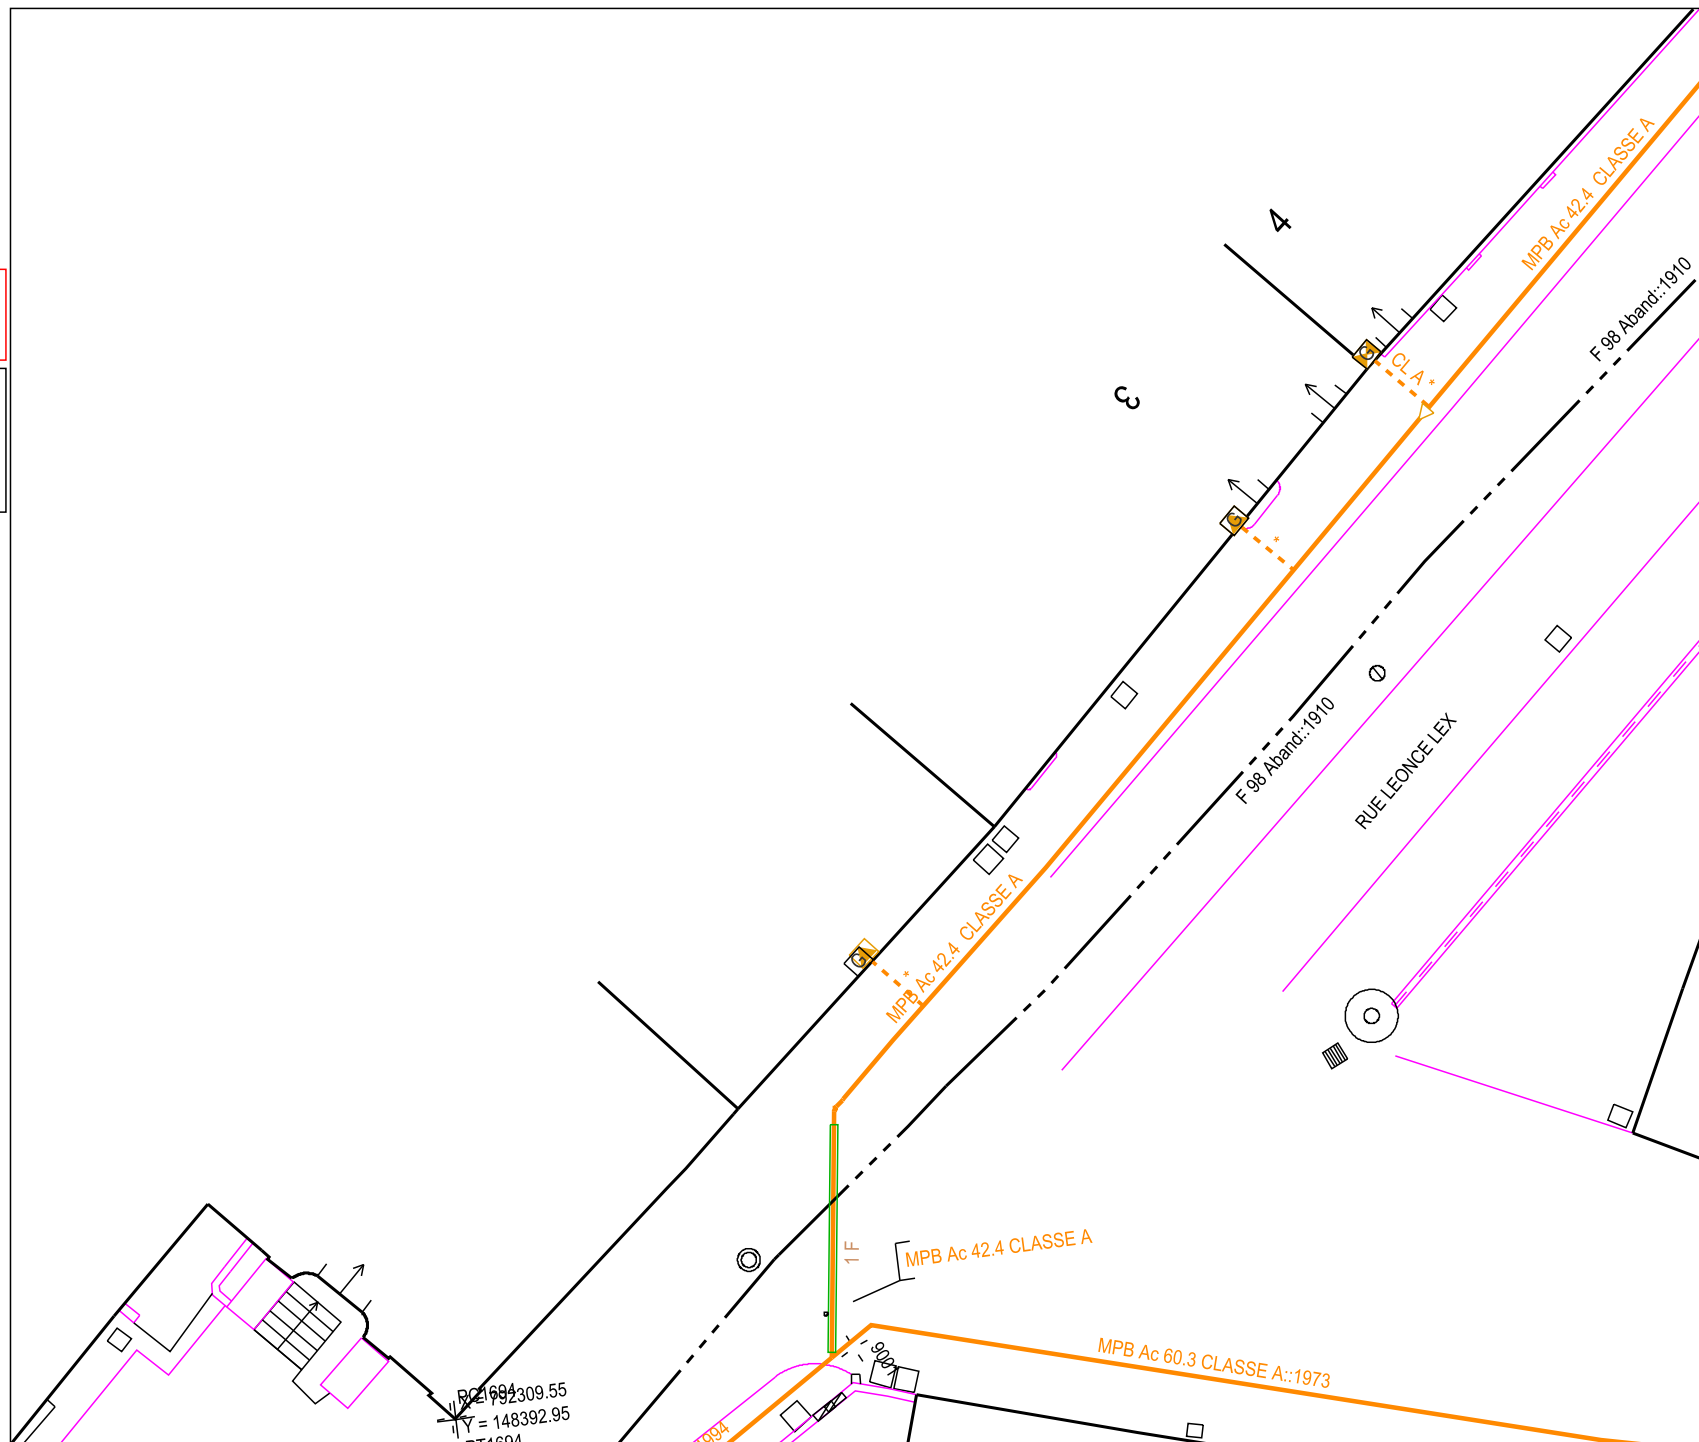 MPB Ac 42.4 CLASSE A
4
F 98 Aband::1910
G
CL A *
3
G
*
F 98 Aband::1910
RUE LEONCE LEX
MPB Ac 42.4 CLASSE A
G
*
1 F
MPB Ac 42.4 CLASSE A
9001
MPB Ac 60.3 CLASSE A::1973
792309.55
Y = 148392.95
1994